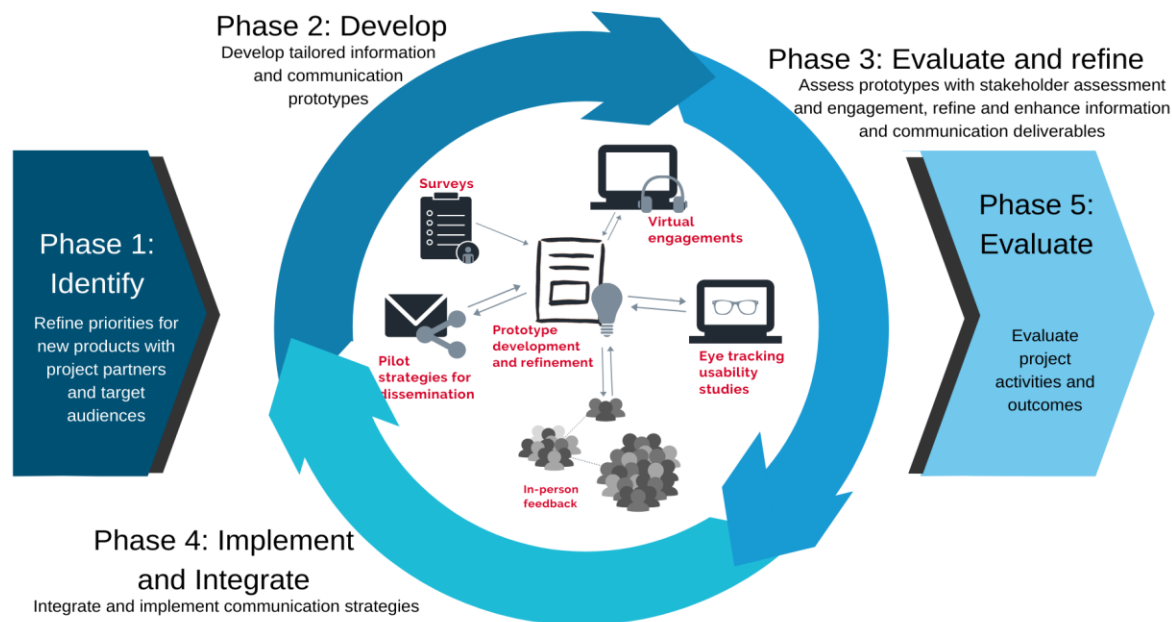 Phase 1:
Identify
Refine priorities for
new products with
project partners
and target
audiences
Phase 2: Develop
Develop tailored information
and communication
prototypes
Phase 3: Evaluate and refine
Assess prototypes with stakeholder assessment
and engagement, refine and enhance information
and communication deliverables
Surveys
Virtual
engagements
Pilot
strategies for
dissemination
Prototype
development
and refinement
Eye tracking
usability
studies
In-person
feedback
Phase 4: Implement
and Integrate
Integrate and implement communication strategies
Phase 5:
Evaluate
Evaluate
project
activities and
outcomes